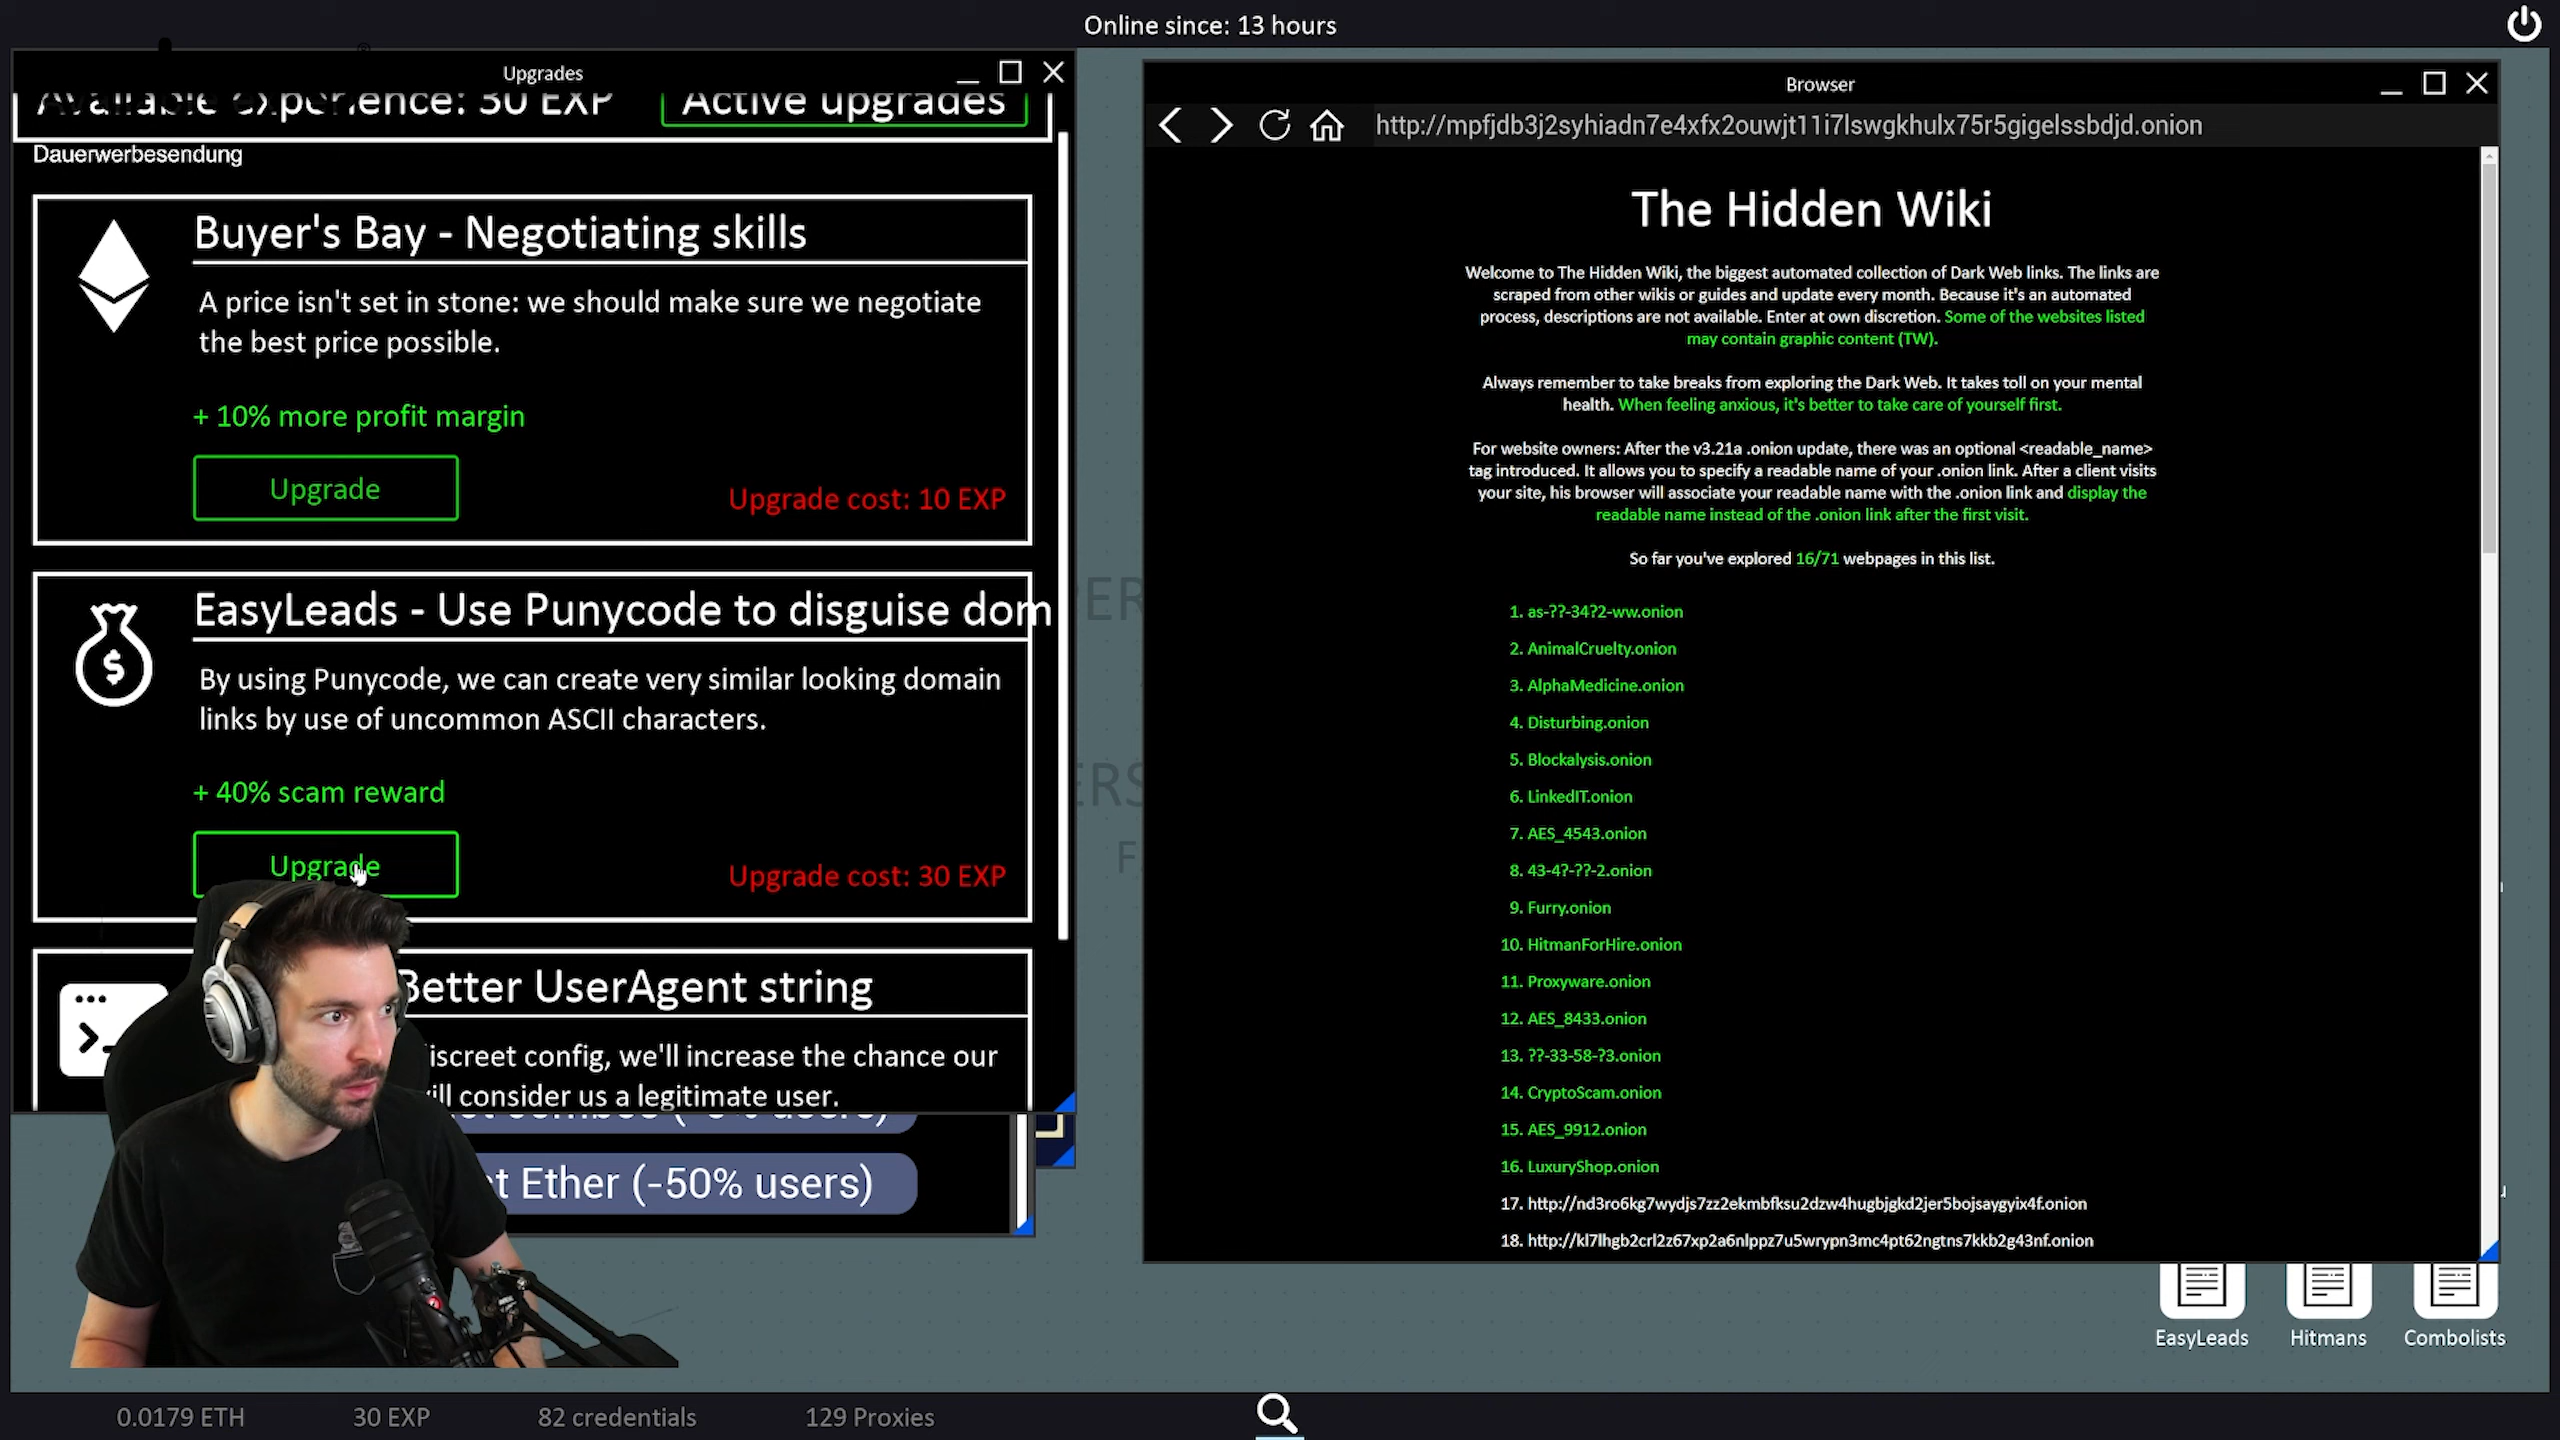 Online since: 13 hours
Upgrades
Available experience: 30 EXP
Active upgrades
Dauerwerbesendung
Buyer's Bay - Negotiating skills
A price isn't set in stone: we should make sure we negotiate
the best price possible.
+ 10% more profit margin
Upgrade
Upgrade cost: 10 EXP
EasyLeads - Use Punycode to disguise dom
By using Punycode, we can create very similar looking domain
links by use of uncommon ASCII characters.
+ 40% scam reward
Upgrade
Upgrade cost: 30 EXP
Better UserAgent string
iscreet config, we'll increase the chance our
ill consider us a legitimate user.
t Ether (-50% users)
Browser
http://mpfjdb3j2syhiadn7e4xfx2ouwjt11i7lswgkhulx75r5gigelssbdjd.onion
The Hidden Wiki
Welcome to The Hidden Wiki, the biggest automated collection of Dark Web links. The links are
scraped from other wikis or guides and update every month. Because it's an automated
process, descriptions are not available. Enter at own discretion. Some of the websites listed
may contain graphic content (TW).
Always remember to take breaks from exploring the Dark Web. It takes toll on your mental
health. When feeling anxious, it's better to take care of yourself first.
For website owners: After the v3.21a .onion update, there was an optional <readable_name>
tag introduced. It allows you to specify a readable name of your .onion link. After a client visits
your site, his browser will associate your readable name with the .onion link and display the
readable name instead of the .onion link after the first visit.
So far you've explored 16/71 webpages in this list.
1. as-??-34?2-ww.onion
2. AnimalCruelty.onion
3. AlphaMedicine.onion
4. Disturbing.onion
5. Blockalysis.onion
6. LinkedIT.onion
7. AES_4543.onion
8. 43-4?-??-2.onion
9. Furry.onion
10. HitmanForHire.onion
11. Proxyware.onion
12. AES_8433.onion
13. ??-33-58-?3.onion
14. CryptoScam.onion
15. AES_9912.onion
16. LuxuryShop.onion
17. http://nd3ro6kg7wydjs7zz2ekmbfksu2dzw4hugbjgkd2jer5bojsaygyix4f.onion
18. http://kl7lhgb2crl2z67xp2a6nlppz7u5wrypn3mc4pt62ngtns7kkb2g43nf.onion
EasyLeads
Hitmans
Combolists
0.0179 ETH
30 EXP
82 credentials
129 Proxies